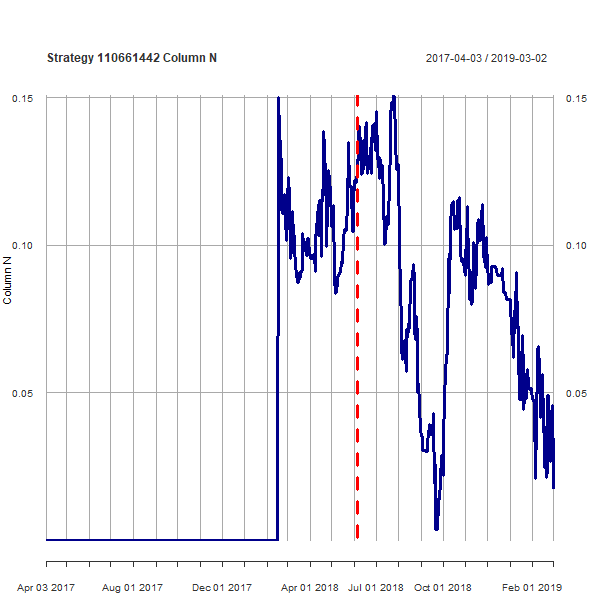 Strategy 110661442 Column N
2017-04-03 / 2019-03-02
0.15
0.15
0.10
0.10
Column N
0.05
0.05
Apr 03 2017
Aug 01 2017
Dec 01 2017
Apr 01 2018
Jul 01 2018
Oct 01 2018
Feb 01 2019